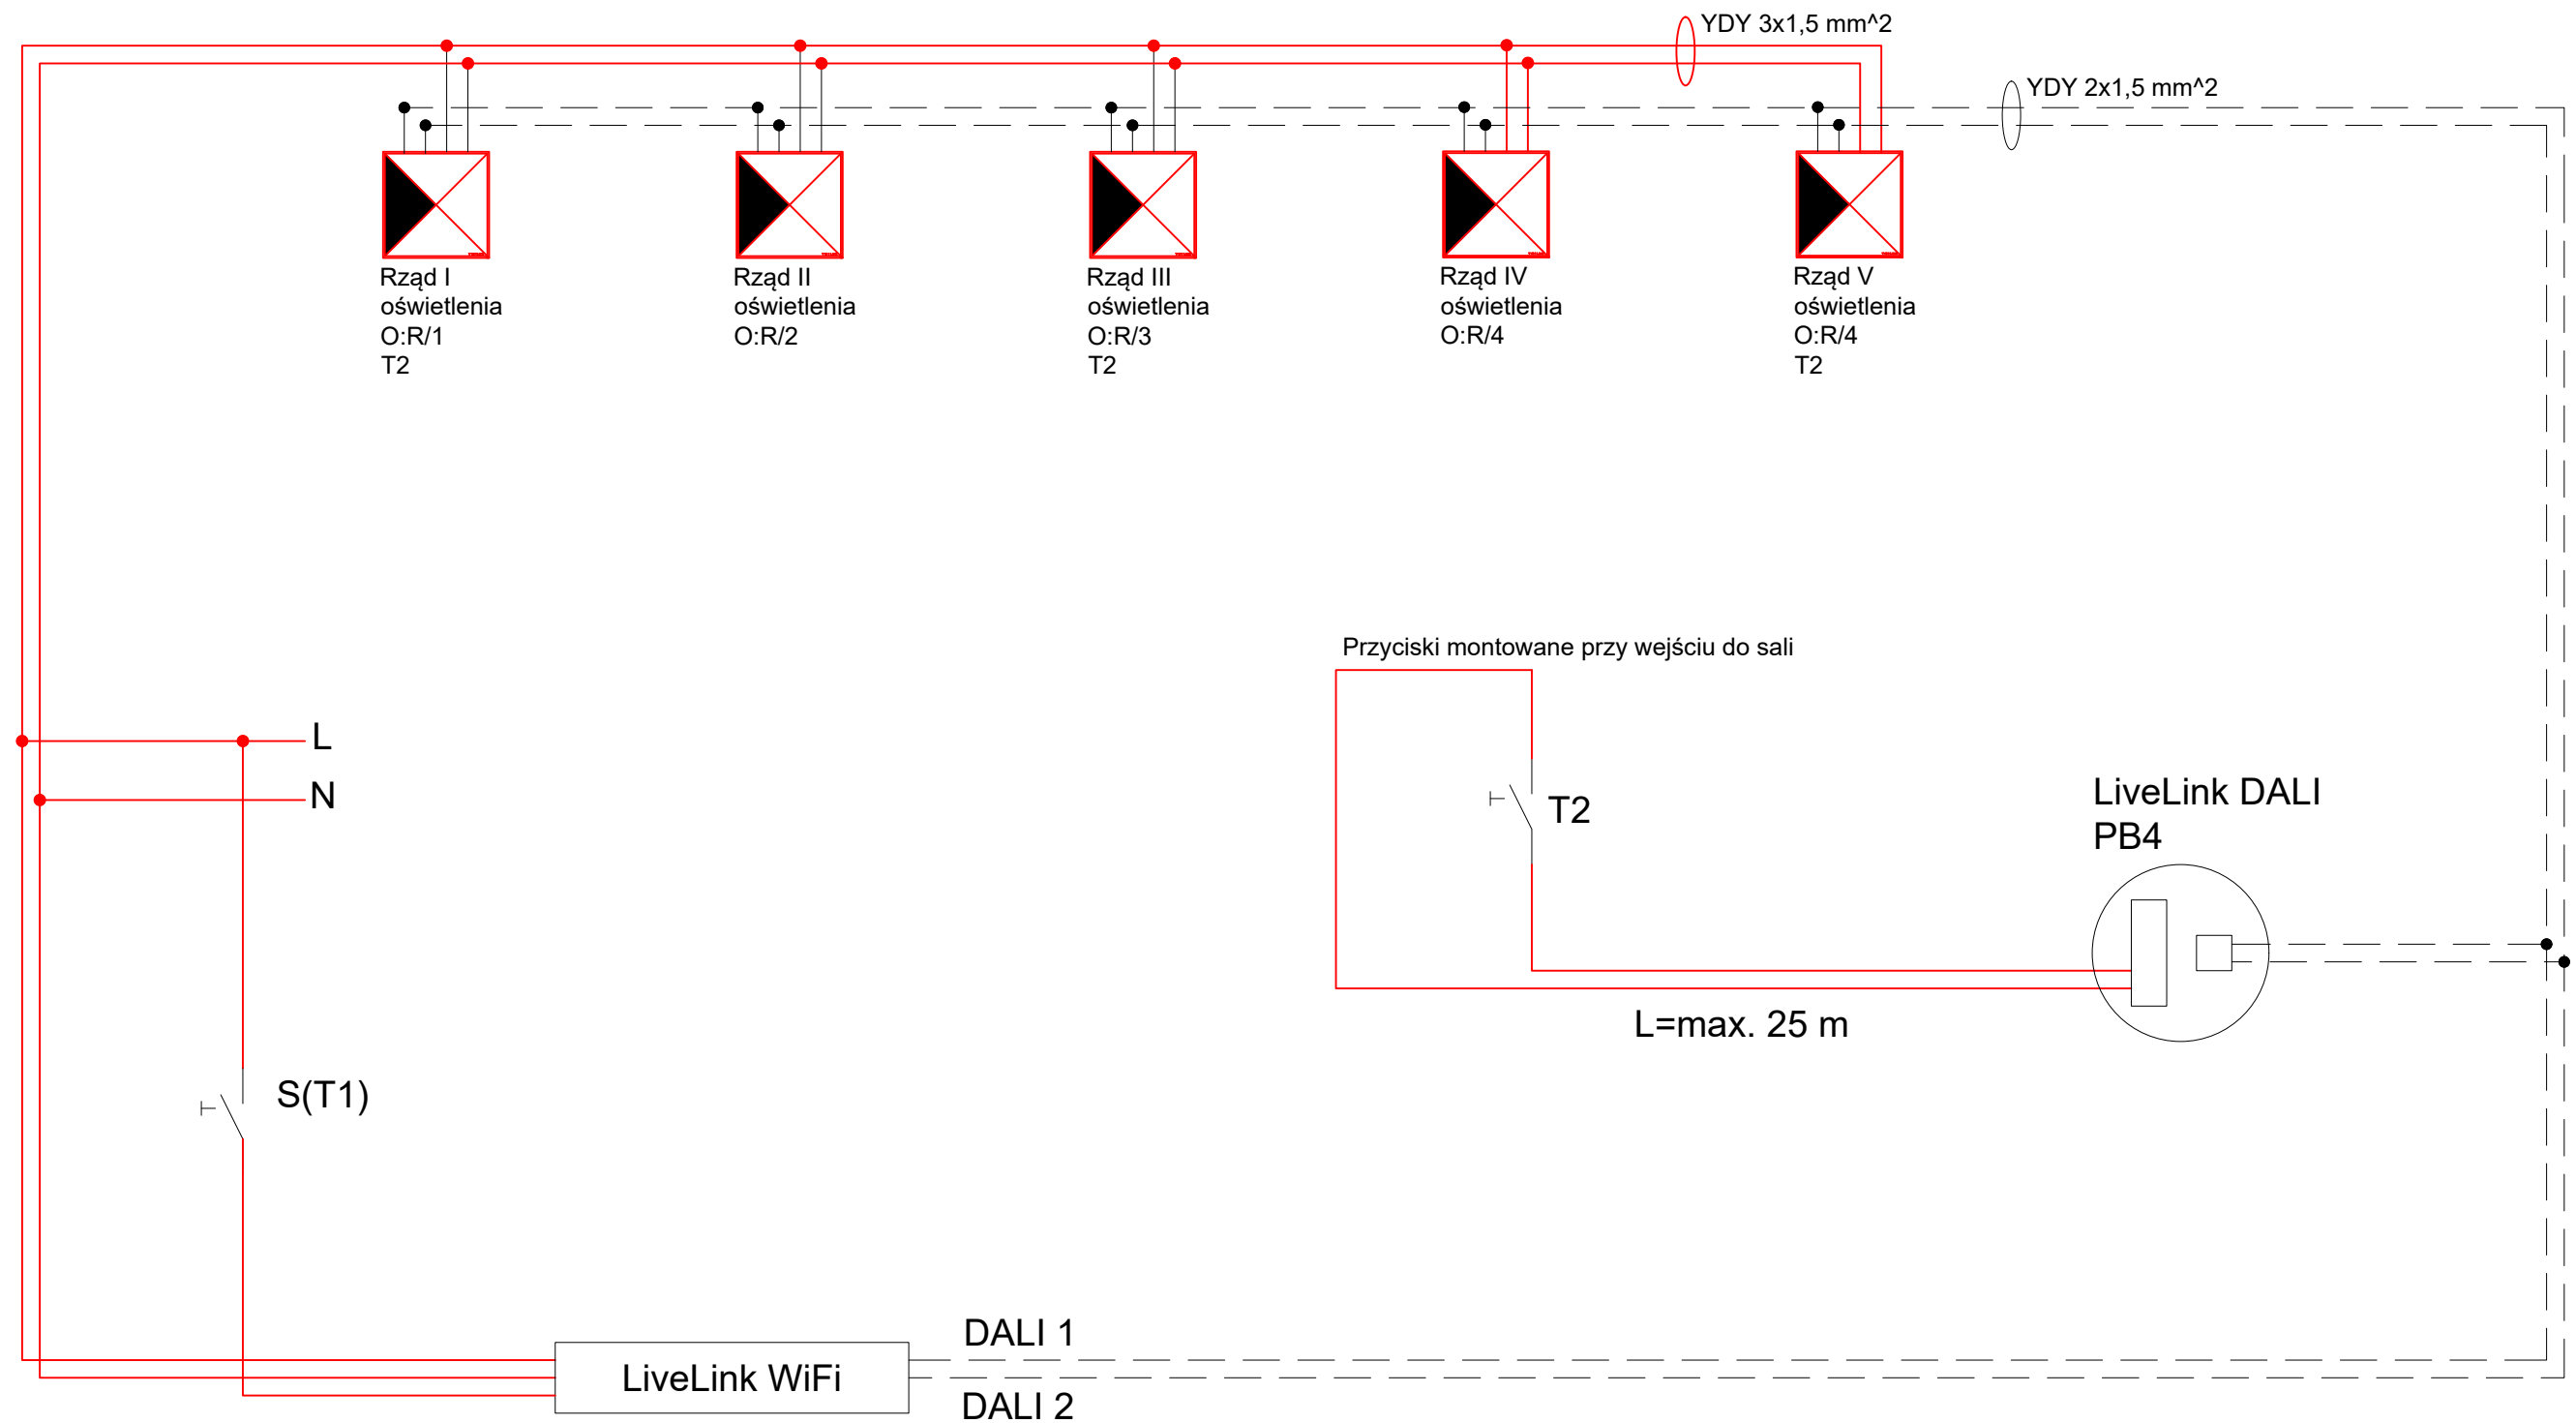 YDY 3x1,5 mm^2
YDY 2x1,5 mm^2
Rząd I
oświetlenia
O:R/1
T2
Rząd II
oświetlenia
O:R/2
Rząd III
oświetlenia
O:R/3
T2
Rząd IV
oświetlenia
O:R/4
Rząd V
oświetlenia
O:R/4
T2
Przyciski montowane przy wejściu do sali
L
N
T2
LiveLink DALI
PB4
L=max. 25 m
S(T1)
DALI 1
LiveLink WiFi
DALI 2